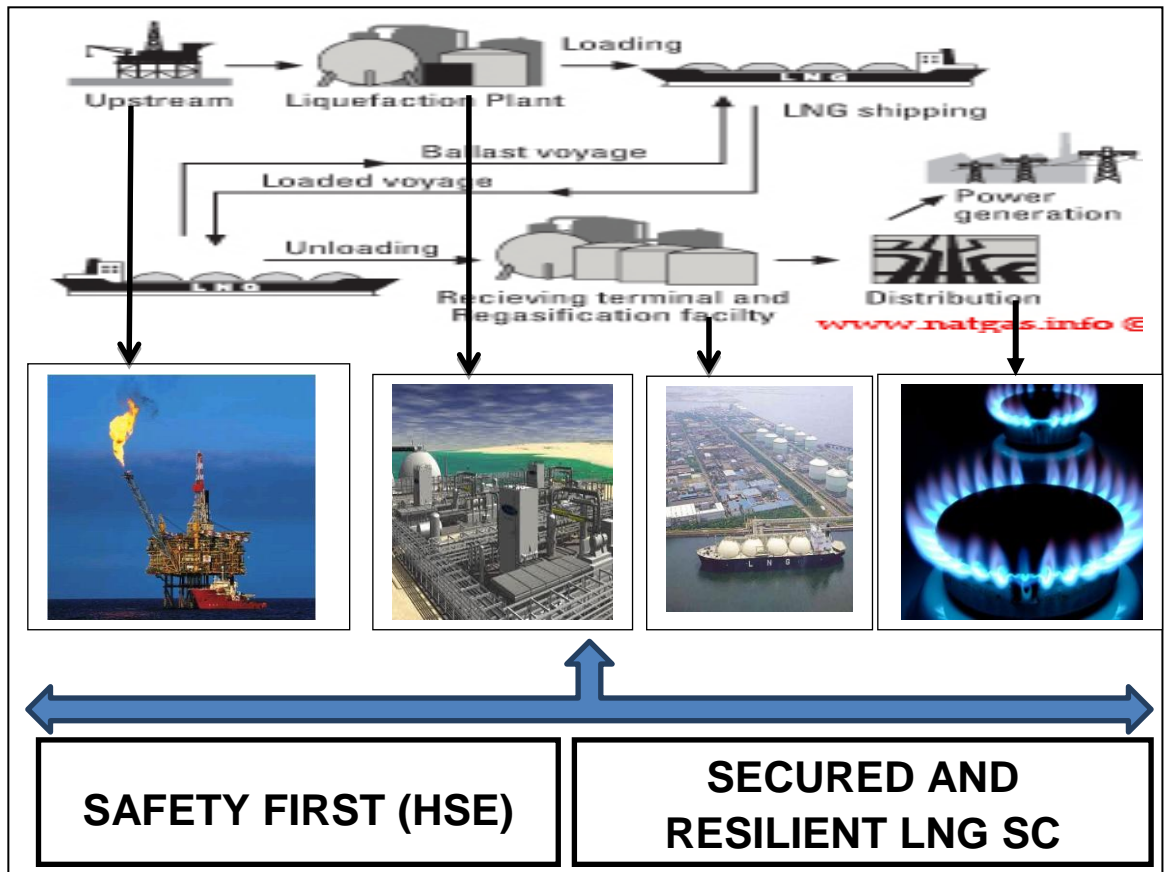 Loading
LNG
Upstream
Liquefaction Plant
LNG shipping
Ballast voyage
Loaded voyage
Power
generation
Unloading
LNG
Recieving terminal and
Regasification facilty
Distribution
www.natgas.info ©
LNG
SAFETY FIRST (HSE)
SECURED AND
RESILIENT LNG SC